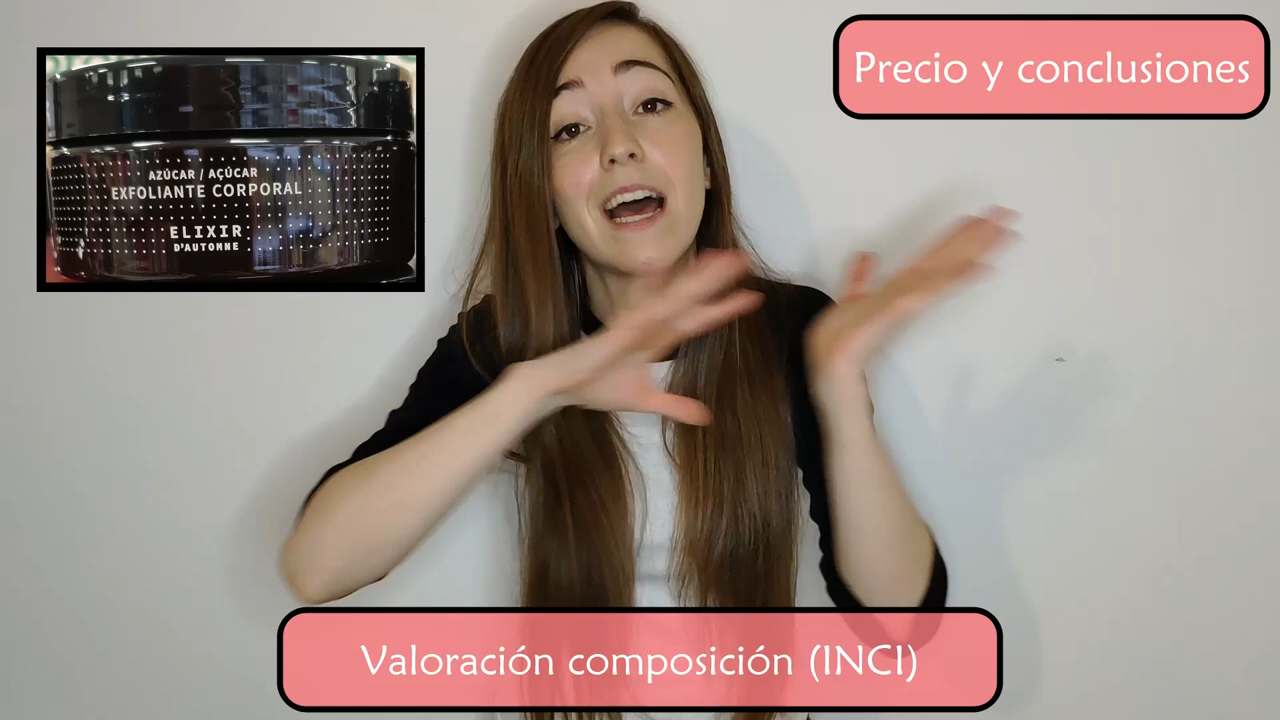 Precio y conclusiones
AZÚCAR / AÇÚCAR
EXFOLIANTE CORPORAL
ELIXIR
D'AUTOMNE
Valoración composición (INCI)